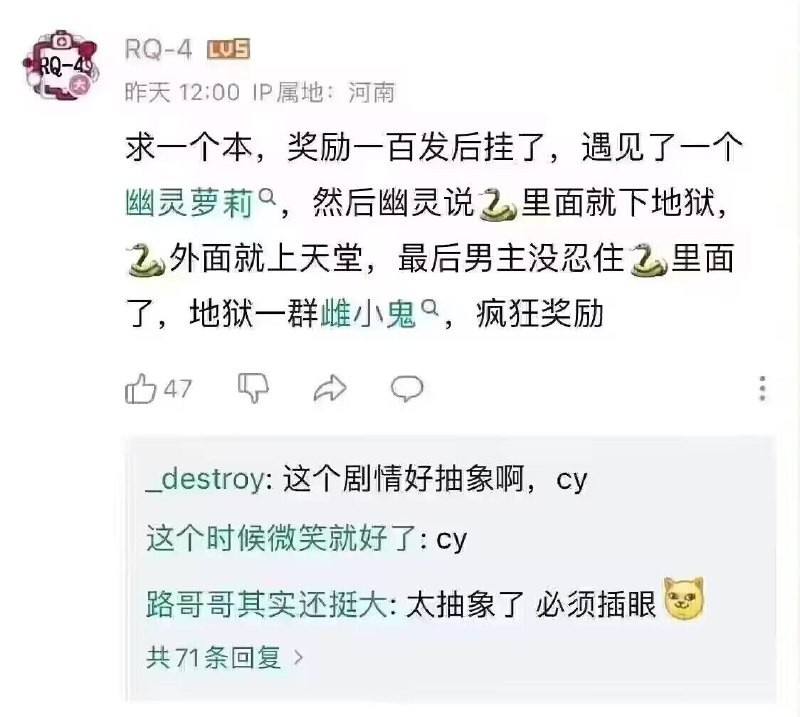 RQ-49
RQ-4 LV5
昨天 12:00 IP属地：河南
求一个本，奖励一百发后挂了，遇见了一个
幽灵萝莉，然后幽灵说🐍里面就下地狱，
🐍外面就上天堂，最后男主没忍住🐍里面
了，地狱一群雌小鬼，疯狂奖励
47
_destroy: 这个剧情好抽象啊，cy
这个时候微笑就好了: cy
路哥哥其实还挺大: 太抽象了 必须插眼
共71条回复 >